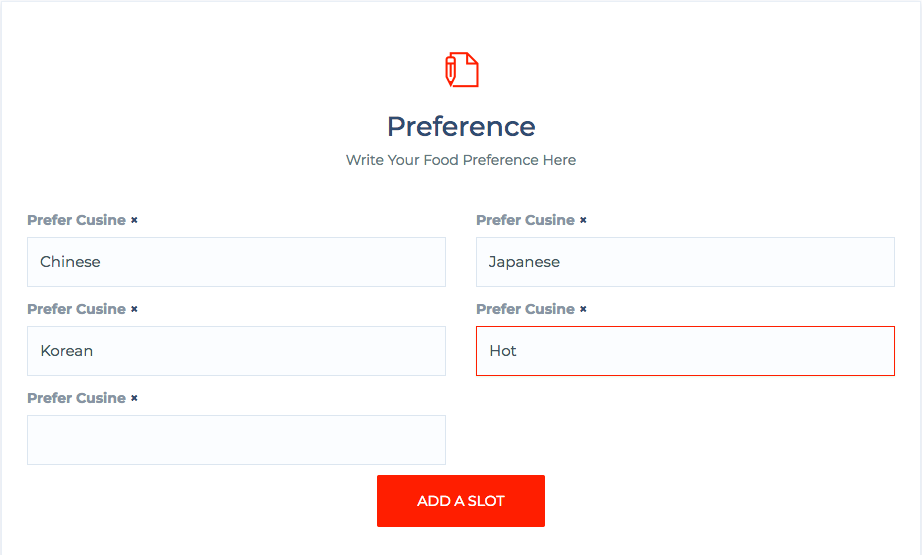 Preference
Write Your Food Preference Here
Prefer Cusine ×
Prefer Cusine ×
Chinese
Japanese
Prefer Cusine ×
Prefer Cusine ×
Korean
Hot
Prefer Cusine ×
ADD A SLOT